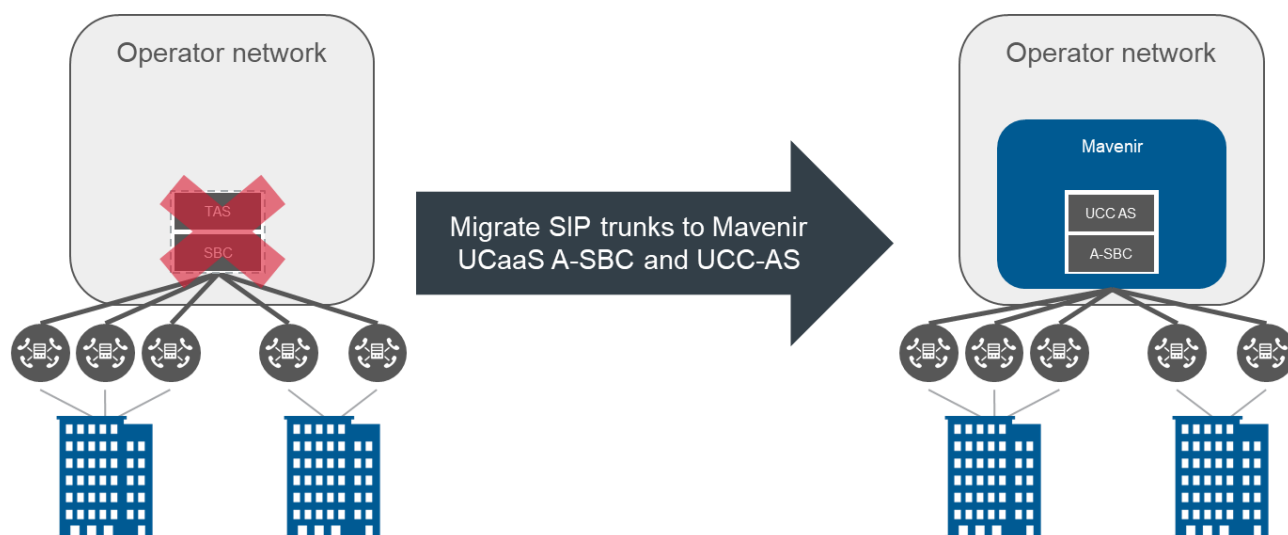 Operator network
TAS
SBC
Migrate SIP trunks to Mavenir
UCaaS A-SBC and UCC-AS
Operator network
Mavenir
UCC AS
A-SBC